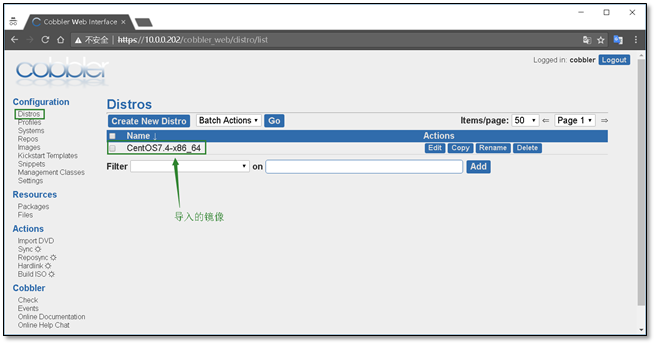 Cobbler Web Interface
不安全 | https://10.0.0.202/cobbler_web/distro/list
cobbler
Logged in: cobbler Logout
Configuration
Distros
Profiles
Systems
Repos
Images
Kickstart Templates
Snippets
Management Classes
Settings
Resources
Packages
Files
Actions
Import DVD
Sync
Reposync
Hardlink
Build ISO
Cobbler
Check
Events
Online Documentation
Online Help Chat
Distros
Create New Distro Batch Actions Go Items/page: 50 Page 1
Name ↓ Actions
CentOS7.4-x86_64 Edit Copy Rename Delete
Filter on Add
导入的镜像